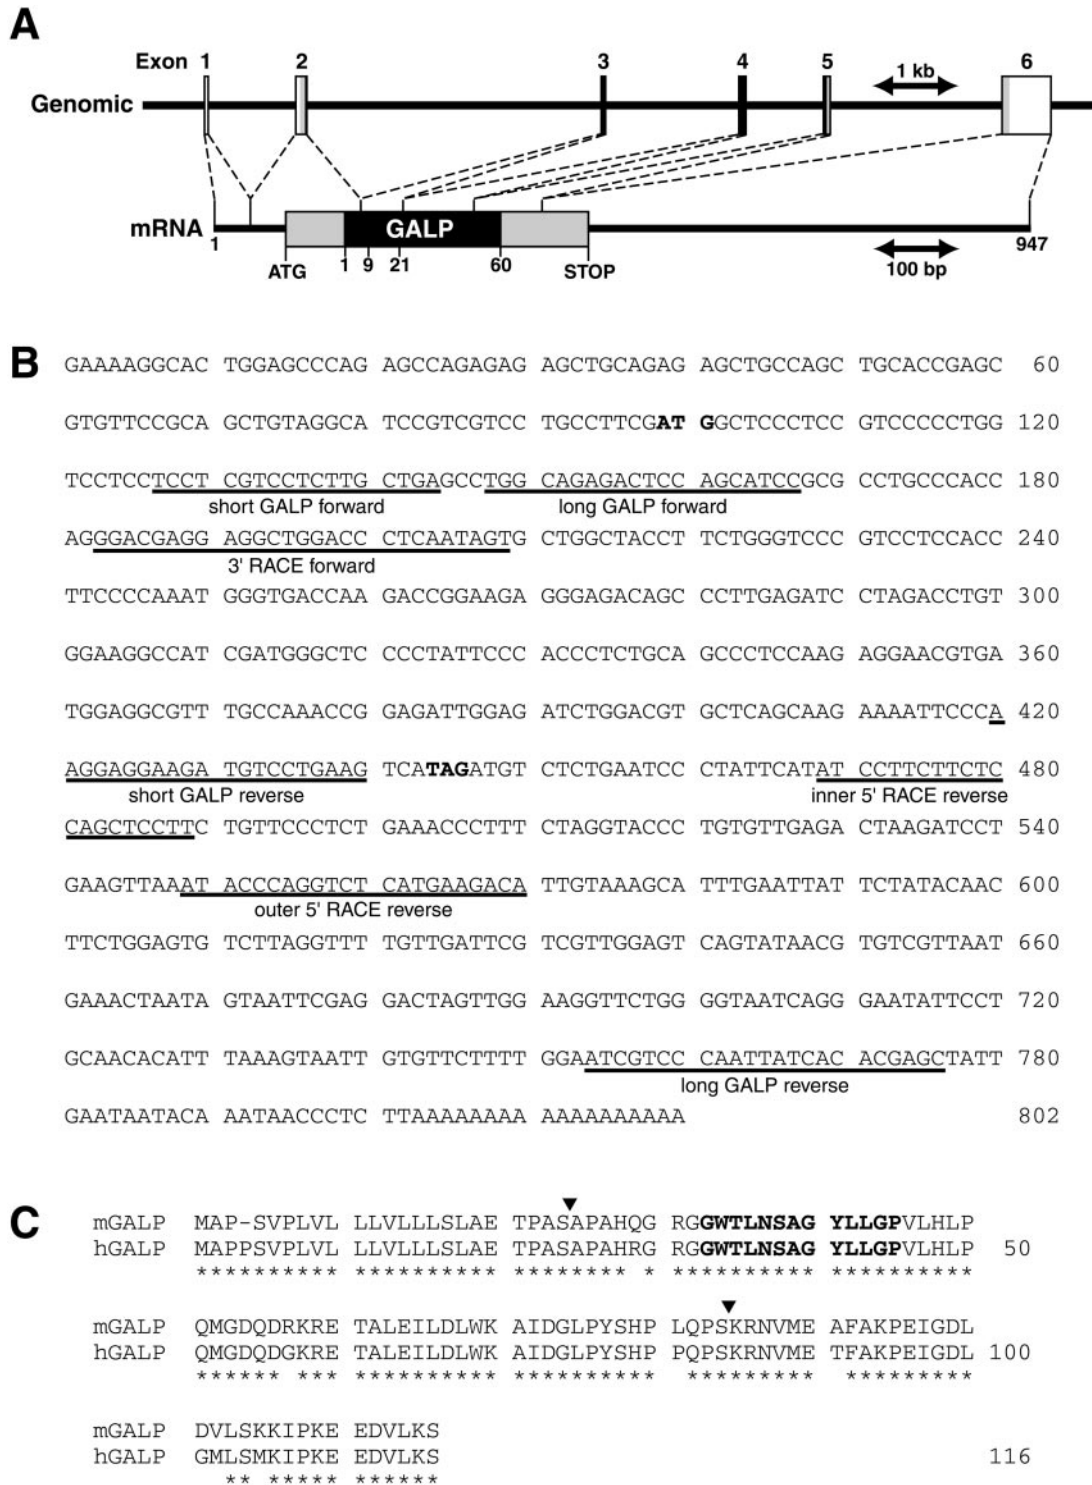 A
Exon 1 2 3 4 5 6
1 kb
Genomic
mRNA
GALP
1 947
ATG 1 9 21 60 STOP 100 bp
B
GAAAAGGCAC TGGAGCCCAG AGCCAGAGAG AGCTGCAGAG AGCTGCCAGC TGCACCGAGC 60
GTGTTCCGCA GCTGTAGGCA TCCGTCGTCC TGCCTTCGAT GGCTCCCTCC GTCCCCCTGG 120
TCCTCCTCCT CGTCCTCTTG CTGAGCCTGG CAGAGACTCC AGCATCCGCG CCTGCCCACC 180
short GALP forward long GALP forward
AGGGACGAGG AGGCTGGACC CTCAATAGTG CTGGCTACCT TCTGGGTCCC GTCCTCCACC 240
3' RACE forward
TTCCCCAAAT GGGTGACCAA GACCGGAAGA GGGAGACAGC CCTTGAGATC CTAGACCTGT 300
GGAAGGCCAT CGATGGGCTC CCCTATTCCC ACCCTCTGCA GCCCTCCAAG AGGAACGTGA 360
TGGAGGCGTT TGCCAAACCG GAGATTGGAG ATCTGGACGT GCTCAGCAAG AAAATTCCCA 420
AGGAGGAAGA TGTCCTGAAG TCATAGATGT CTCTGAATCC CTATTCATAT CCTTCTTCTC 480
short GALP reverse inner 5' RACE reverse
CAGCTCCTTC TGTTCCCTCT GAAACCCTTT CTAGGTACCC TGTGTTGAGA CTAAGATCCT 540
GAAGTTAAAT ACCCAGGTCT CATGAAGACA TTGTAAAGCA TTTGAATTAT TCTATACAAC 600
outer 5' RACE reverse
TTCTGGAGTG TCTTAGGTTT TGTTGATTCG TCGTTGGAGT CAGTATAACG TGTCGTTAAT 660
GAAACTAATA GTAATTCGAG GACTAGTTGG AAGGTTCTGG GGTAATCAGG GAATATTCCT 720
GCAACACATT TAAAGTAATT GTGTTCTTTT GGAATCGTCC CAATTATCAC ACGAGCTATT 780
long GALP reverse
GAATAATACA AATAACCCTC TTAAAAAAAA AAAAAAAAAA 802
C
mGALP MAP-SVPLVL LLVLLLSLAE TPASAPAHQG RGGWTLNSAG YLLGPVLHLP
hGALP MAPPSVPLVL LLVLLLSLAE TPASAPAHRG RGGWTLNSAG YLLGPVLHLP 50
********** ********** ******** * ********** **********
mGALP QMGDQDRKRE TALEILDLWK AIDGLPYSHP LQPSKRNVME AFAKPEIGDL
hGALP QMGDQDGKRE TALEILDLWK AIDGLPYSHP PQPSKRNVME TFAKPEIGDL 100
****** *** ********** ********** ********* *********
mGALP DVLSKKIPKE EDVLKS
hGALP GMLSMKIPKE EDVLKS 116
** ***** ******